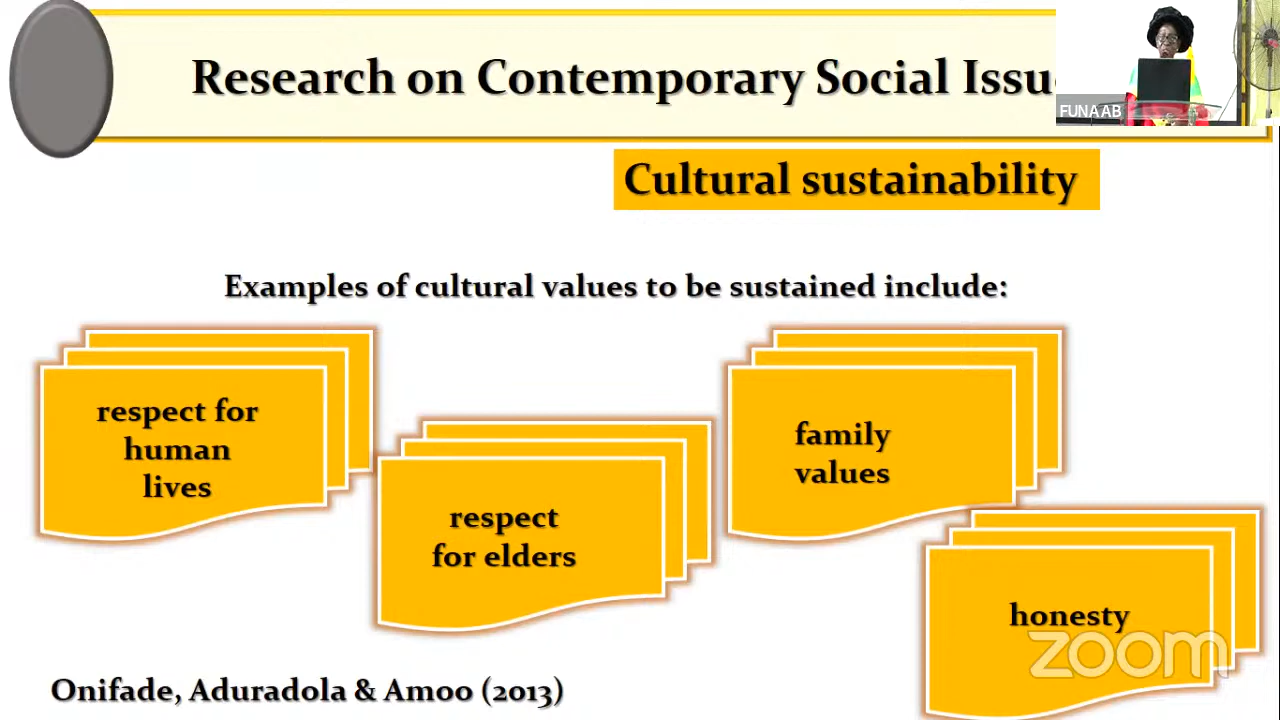 Research on Contemporary Social Issu
FUNAAB
Cultural sustainability
Examples of cultural values to be sustained include:
respect for
human
lives
respect
for elders
family
values
honesty
zoom
Onifade, Aduradola & Amoo (2013)